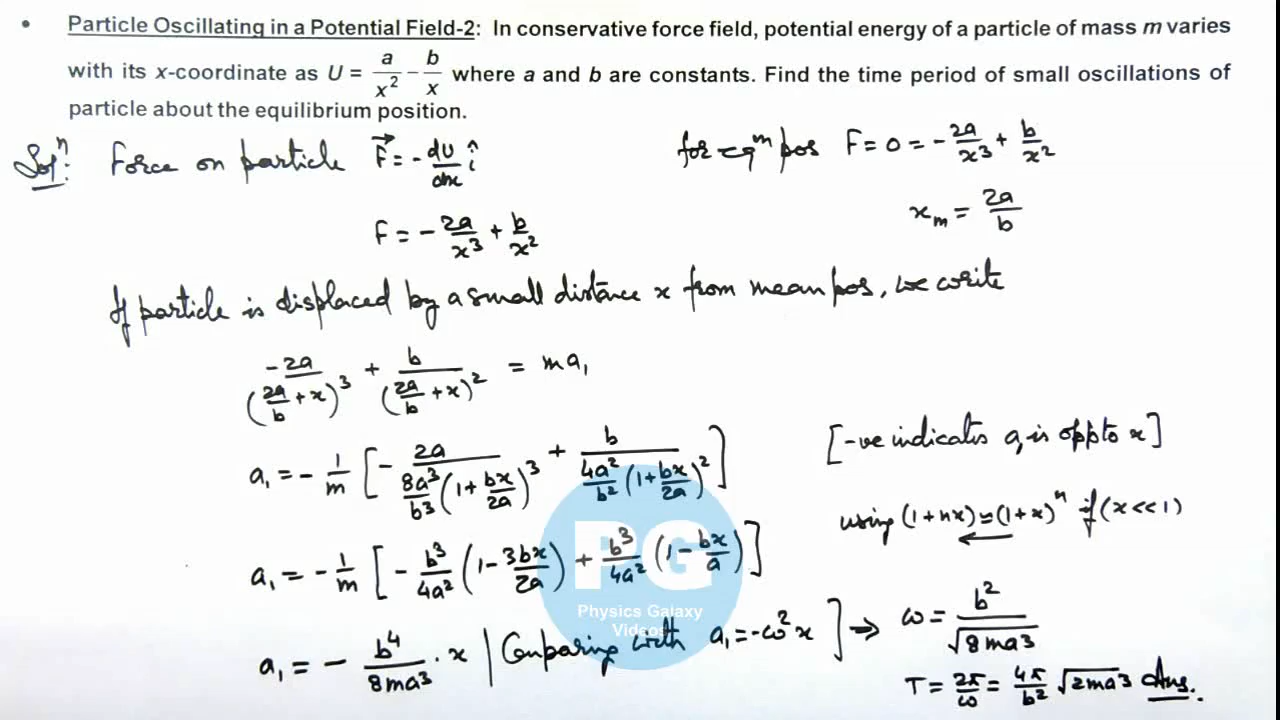 • Particle Oscillating in a Potential Field-2: In conservative force field, potential energy of a particle of mass m varies
with its x-coordinate as U = a/x² - b/x where a and b are constants. Find the time period of small oscillations of
particle about the equilibrium position.
Solⁿ: Force on particle F⃗ = -dU/dx î
F = -2a/x³ + b/x²
for eqᵐ pos F = 0 = -2a/x³ + b/x²
xₘ = 2a/b
If particle is displaced by a small distance x from mean pos, we write
-2a/(2a/b + x)³ + b/(2a/b + x)² = ma₁
a₁ = - 1/m [ - 2a/(8a³/b³ (1 + bx/2a)³) + b/(4a²/b² (1 + bx/2a)²) ]
[-ve indicates a₁ is opp to x]
using (1+nx) ≃ (1+x)ⁿ if (x << 1)
a₁ = - 1/m [ - b³/4a² (1 - 3bx/2a) + b³/4a² (1 - bx/a) ]
PG
Physics Galaxy
Videos
a₁ = - b⁴/8ma³ · x | Comparing with a₁ = -ω²x ] ⇒ ω = b²/√8ma³
T = 2π/ω = 4π/b² √2ma³ Ans.